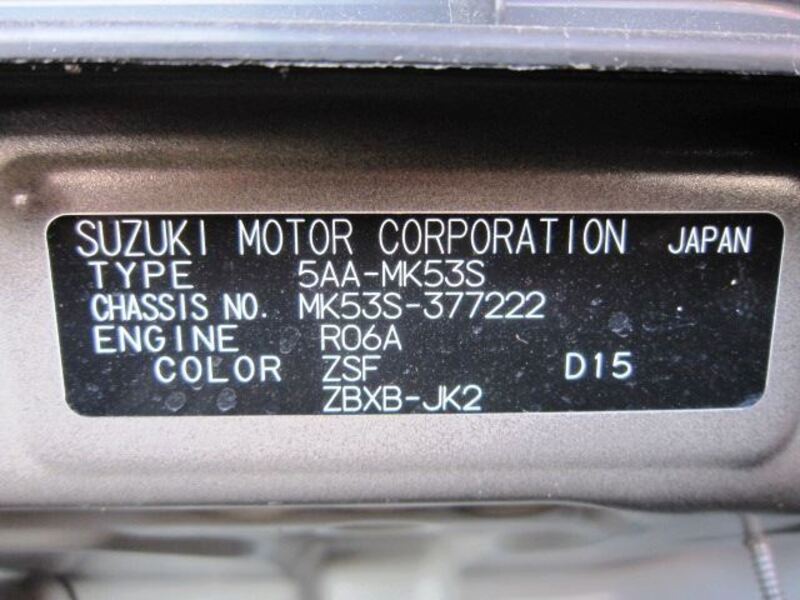 SUZUKI MOTOR CORPORATION JAPAN
TYPE 5AA-MK53S
CHASSIS NO. MK53S-377222
ENGINE R06A
COLOR ZSF D15
ZBXB-JK2